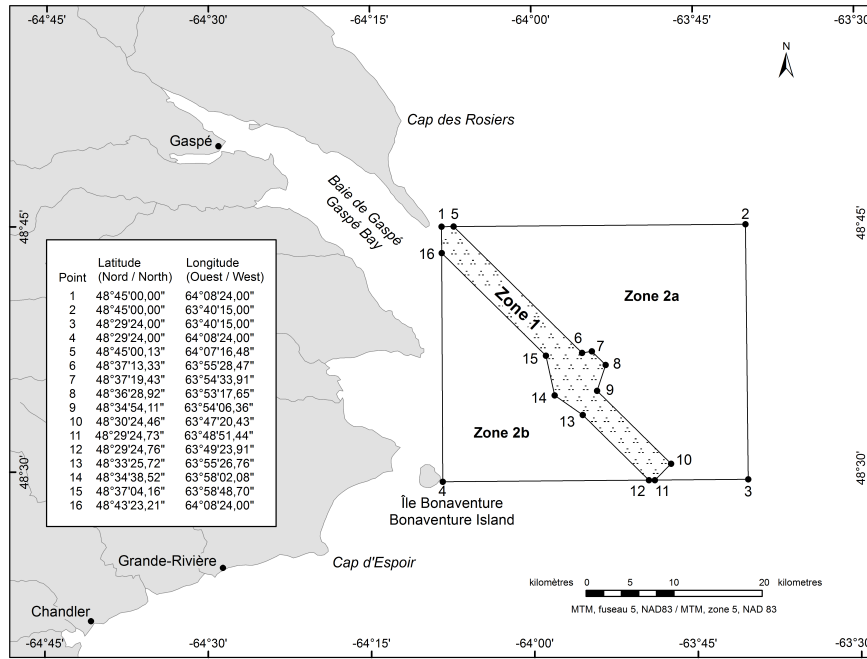 -64°45' -64°30' -64°15' -64°00' -63°45' -63°30'
N
Cap des Rosiers
Gaspé
Baie de Gaspé
Gaspé Bay
48°45' 48°45'
1 5 2
16
Zone 1
Zone 2a
6 7
8
15
9
14
13
Zone 2b
10
48°30' 48°30'
4 12 11 3
Point Latitude (Nord / North) Longitude (Ouest / West)
1 48°45'00,00" 64°08'24,00"
2 48°45'00,00" 63°40'15,00"
3 48°29'24,00" 63°40'15,00"
4 48°29'24,00" 64°08'24,00"
5 48°45'00,13" 64°07'16,48"
6 48°37'13,33" 63°55'28,47"
7 48°37'19,43" 63°54'33,91"
8 48°36'28,92" 63°53'17,65"
9 48°34'54,11" 63°54'06,36"
10 48°30'24,46" 63°47'20,43"
11 48°29'24,73" 63°48'51,44"
12 48°29'24,76" 63°49'23,91"
13 48°33'25,72" 63°55'26,76"
14 48°34'38,52" 63°58'02,08"
15 48°37'04,16" 63°58'48,70"
16 48°43'23,21" 64°08'24,00"
Île Bonaventure
Bonaventure Island
Grande-Rivière
Cap d'Espoir
Chandler
kilomètres 0 5 10 20 kilometres
MTM, fuseau 5, NAD83 / MTM, zone 5, NAD 83
-64°45' -64°30' -64°15' -64°00' -63°45' -63°30'